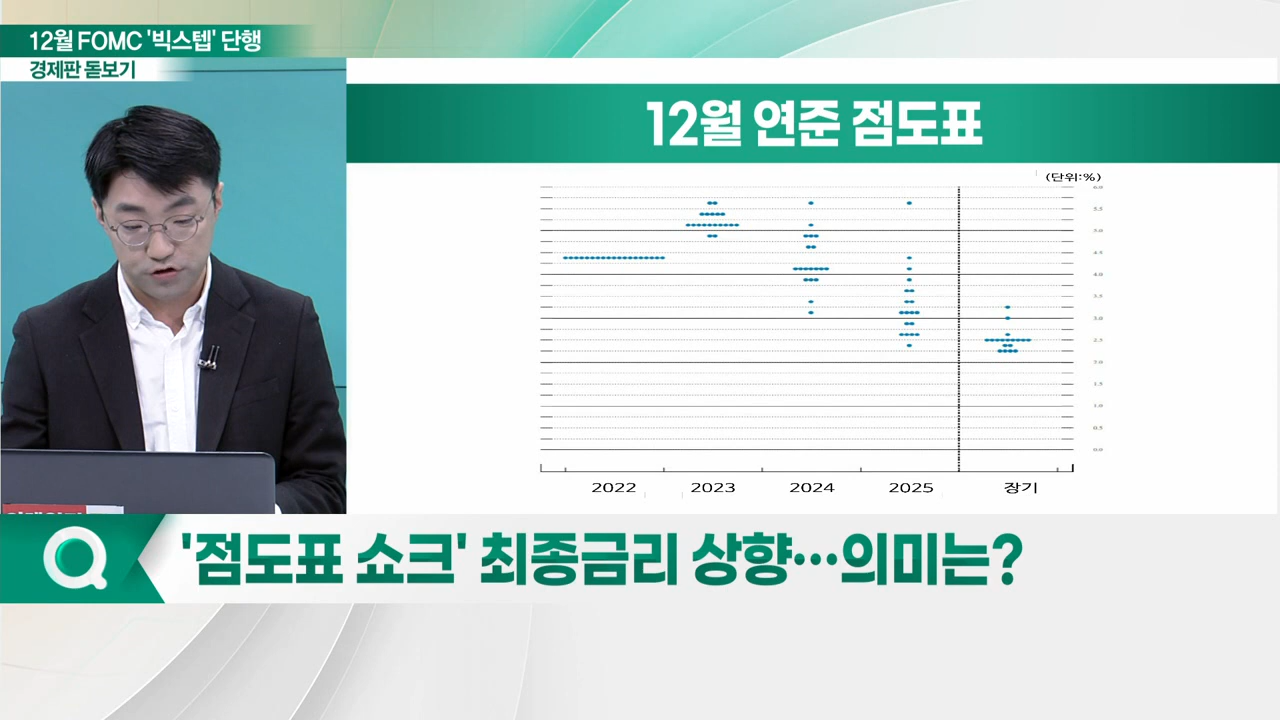 12월 FOMC '빅스텝' 단행
경제판 돋보기
12월 연준 점도표
(단위:%)
6.0
5.5
5.0
4.5
4.0
3.5
3.0
2.5
2.0
1.5
1.0
0.5
0.0
2022 2023 2024 2025 장기
'점도표 쇼크' 최종금리 상향…의미는?